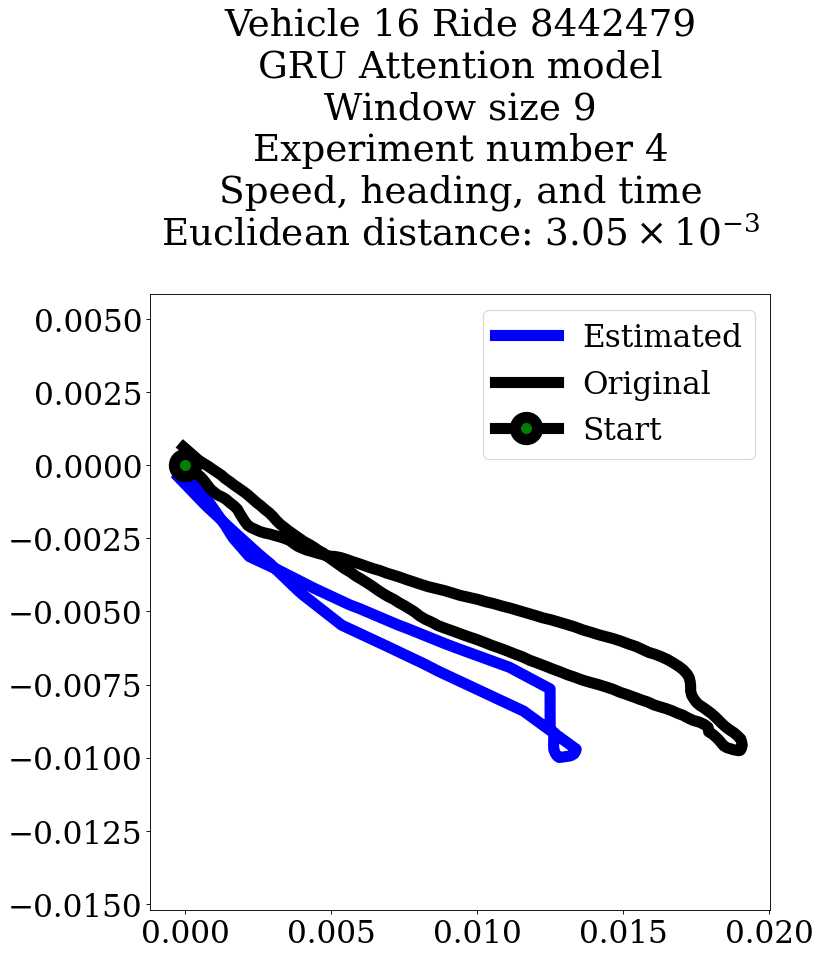 Vehicle 16 Ride 8442479
GRU Attention model
Window size 9
Experiment number 4
Speed, heading, and time
Euclidean distance: 3.05 × 10⁻³
Estimated
Original
Start
0.0050
0.0025
0.0000
−0.0025
−0.0050
−0.0075
−0.0100
−0.0125
−0.0150
0.000 0.005 0.010 0.015 0.020